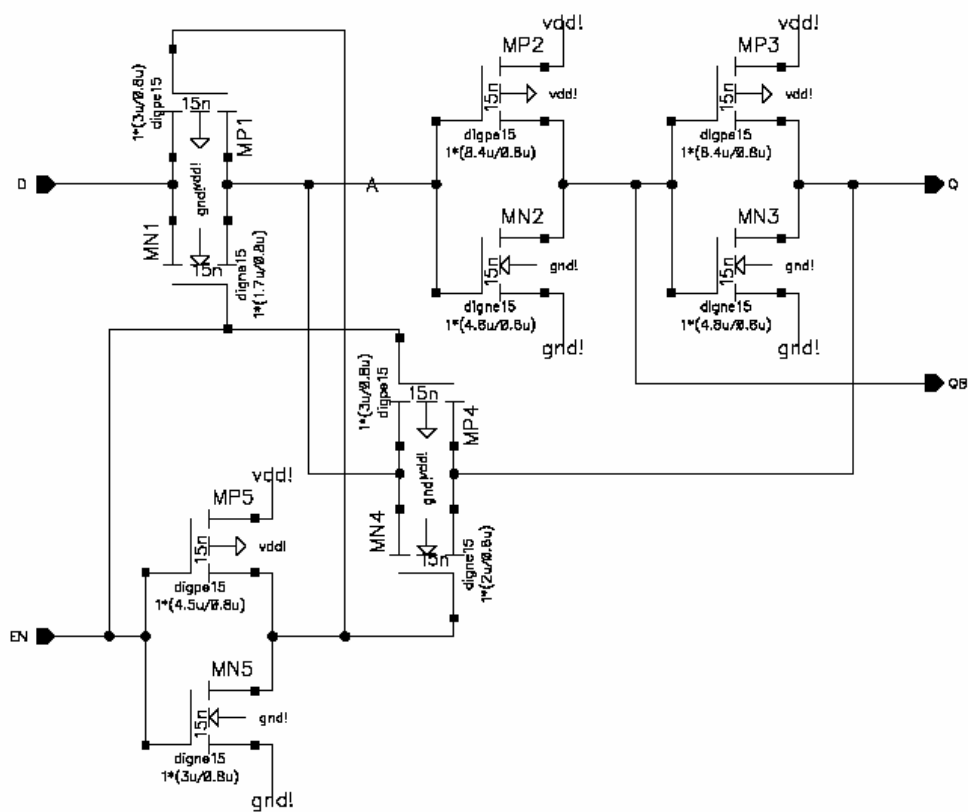 vdd!
vdd!
MP2
MP3
1*(3u/0.8u)
digpe15
15n
MP1
15n
vdd!
15n
vdd!
digpe15
1*(8.4u/0.8u)
digpe15
1*(8.4u/0.8u)
D
vdd!
gnd!
A
Q
MN1
15n
digne15
1*(1.7u/0.8u)
MN2
MN3
15n
gnd!
15n
gnd!
digne15
1*(4.8u/0.8u)
digne15
1*(4.8u/0.8u)
gnd!
gnd!
QB
1*(3u/0.8u)
digpe15
15n
MP4
vdd!
gnd!
MN4
15n
digne15
1*(2u/0.8u)
vdd!
MP5
15n
vdd!
digpe15
1*(4.5u/0.8u)
EN
MN5
15n
gnd!
digne15
1*(3u/0.8u)
gnd!